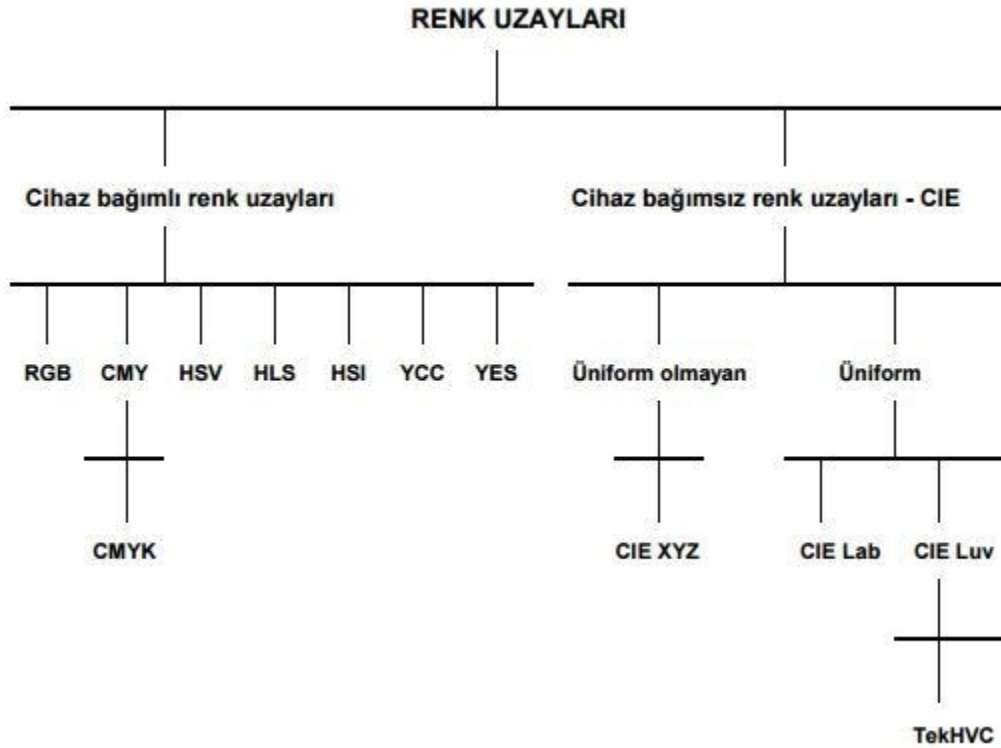 RENK UZAYLARI
Cihaz bağımlı renk uzayları
Cihaz bağımsız renk uzayları - CIE
RGB CMY HSV HLS HSI YCC YES
Üniform olmayan
Üniform
CMYK
CIE XYZ
CIE Lab
CIE Luv
TekHVC